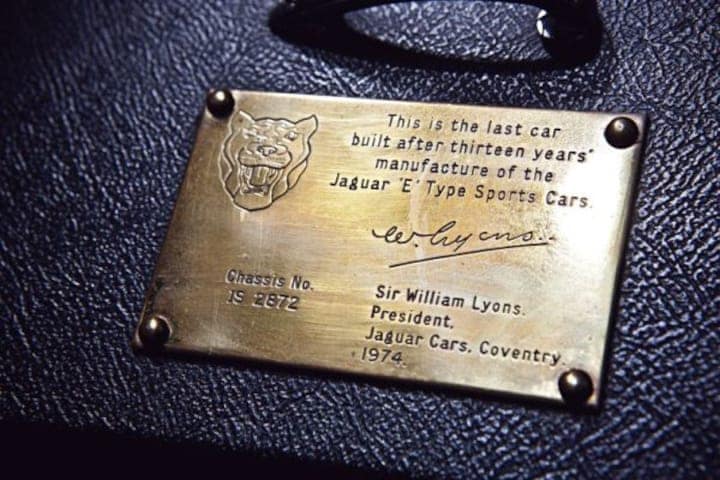 This is the last car
built after thirteen years'
manufacture of the
Jaguar 'E' Type Sports Cars.
W. Lyons.
Chassis No.
1S 2872
Sir William Lyons.
President,
Jaguar Cars. Coventry.
1974.